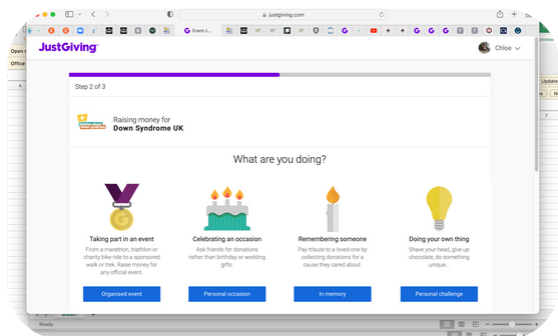 justgiving.com
Open r
Office
Update
JustGiving™
Chloe
Step 2 of 3
Raising money for
Down Syndrome UK
What are you doing?
Taking part in an event
From a marathon, triathlon or
charity bike ride to a sponsored
walk or trek. Raise money for
any official event.
Organised event
Celebrating an occasion
Ask friends for donations
rather than birthday or wedding
gifts.
Personal occasion
Remembering someone
Pay tribute to a loved one by
collecting donations for a
cause they cared about.
In memory
Doing your own thing
Shave your head, give up
chocolate, do something
unique...
Personal challenge
Ready